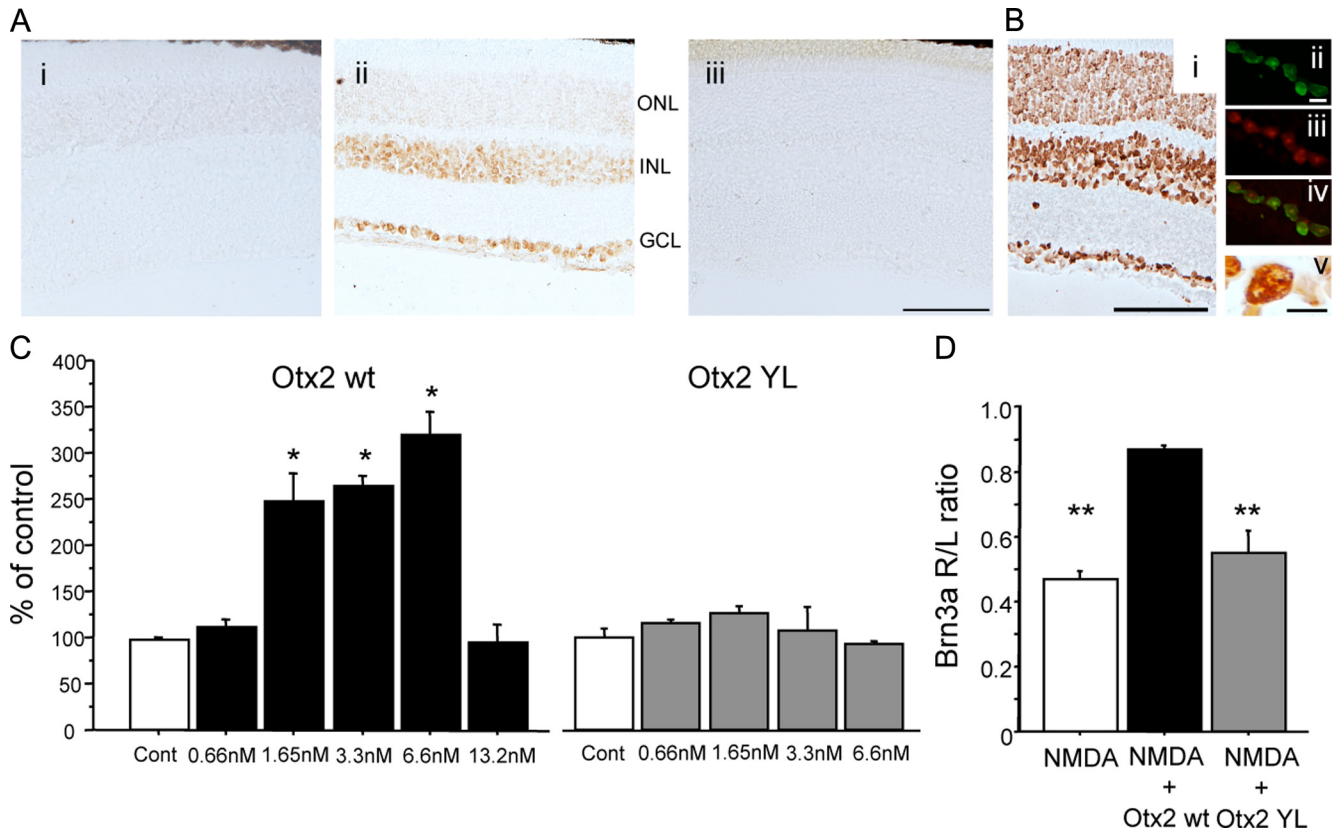 A
i
ii
iii
ONL
INL
GCL
B
i
ii
iii
iv
v
C
% of control
400
350
300
250
200
150
100
50
0
Otx2 wt
* * *
Cont 0.66nM 1.65nM 3.3nM 6.6nM 13.2nM
Otx2 YL
Cont 0.66nM 1.65nM 3.3nM 6.6nM
D
Brn3a R/L ratio
1.0
0.8
0.6
0.4
0.2
0
** **
NMDA
NMDA
+
Otx2 wt
NMDA
+
Otx2 YL